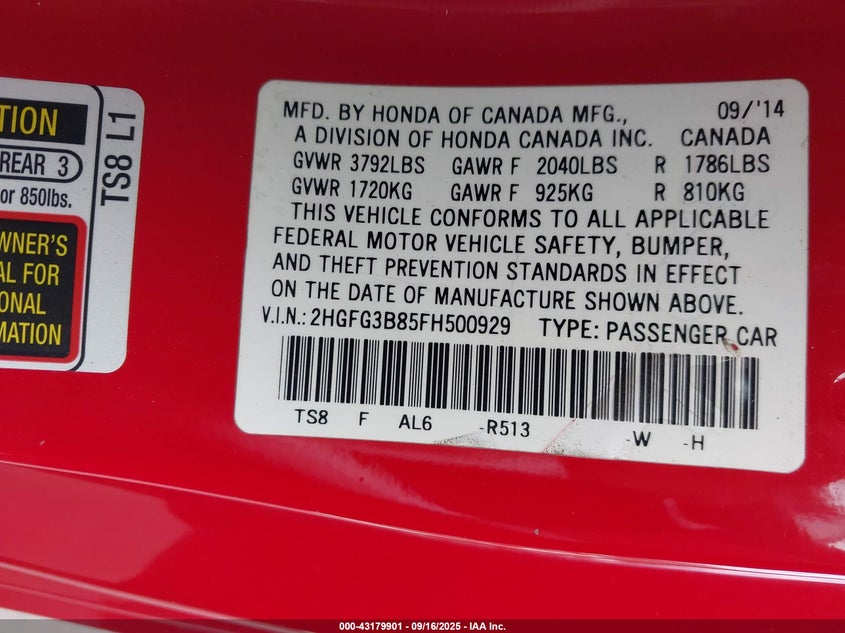 TION
REAR 3
or 850lbs.
WNER'S
AL FOR
ONAL
MATION
TS8 L1
MFD. BY HONDA OF CANADA MFG., 09/'14
A DIVISION OF HONDA CANADA INC. CANADA
GVWR 3792LBS GAWR F 2040LBS R 1786LBS
GVWR 1720KG GAWR F 925KG R 810KG
THIS VEHICLE CONFORMS TO ALL APPLICABLE
FEDERAL MOTOR VEHICLE SAFETY, BUMPER,
AND THEFT PREVENTION STANDARDS IN EFFECT
ON THE DATE OF MANUFACTURE SHOWN ABOVE.
V.I.N.: 2HGFG3B85FH500929 TYPE: PASSENGER CAR
TS8 F AL6 -R513 -W -H
000-43179901 - 09/16/2025 - IAA Inc.